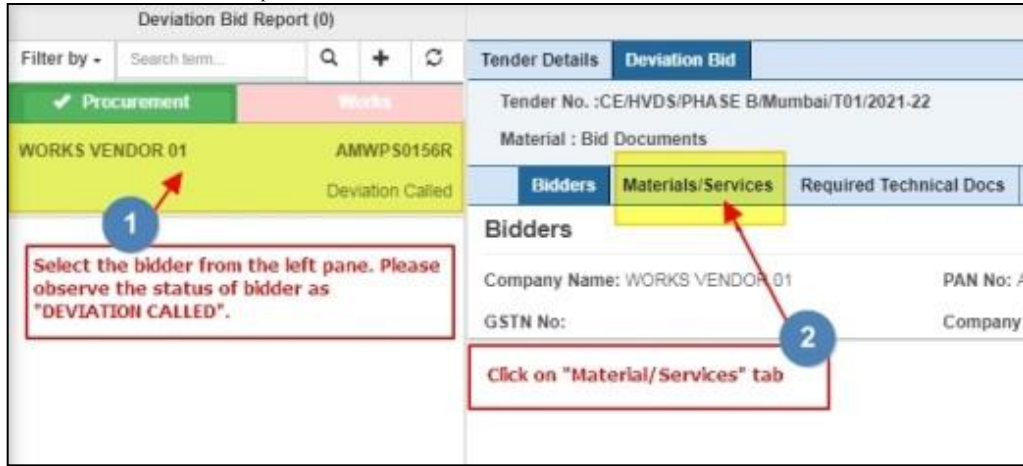 Deviation Bid Report (0)
Filter by
Search term...
Procurement
Works
WORKS VENDOR 01
AMWPS0156R
Deviation Called
1
Select the bidder from the left pane. Please
observe the status of bidder as
"DEVIATION CALLED".
Tender Details
Deviation Bid
Tender No. :CE/HVDS/PHASE B/Mumbai/T01/2021-22
Material : Bid Documents
Bidders
Materials/Services
Required Technical Docs
Bidders
Company Name: WORKS VENDOR 01
PAN No: A
GSTN No:
Company
2
Click on "Material/Services" tab